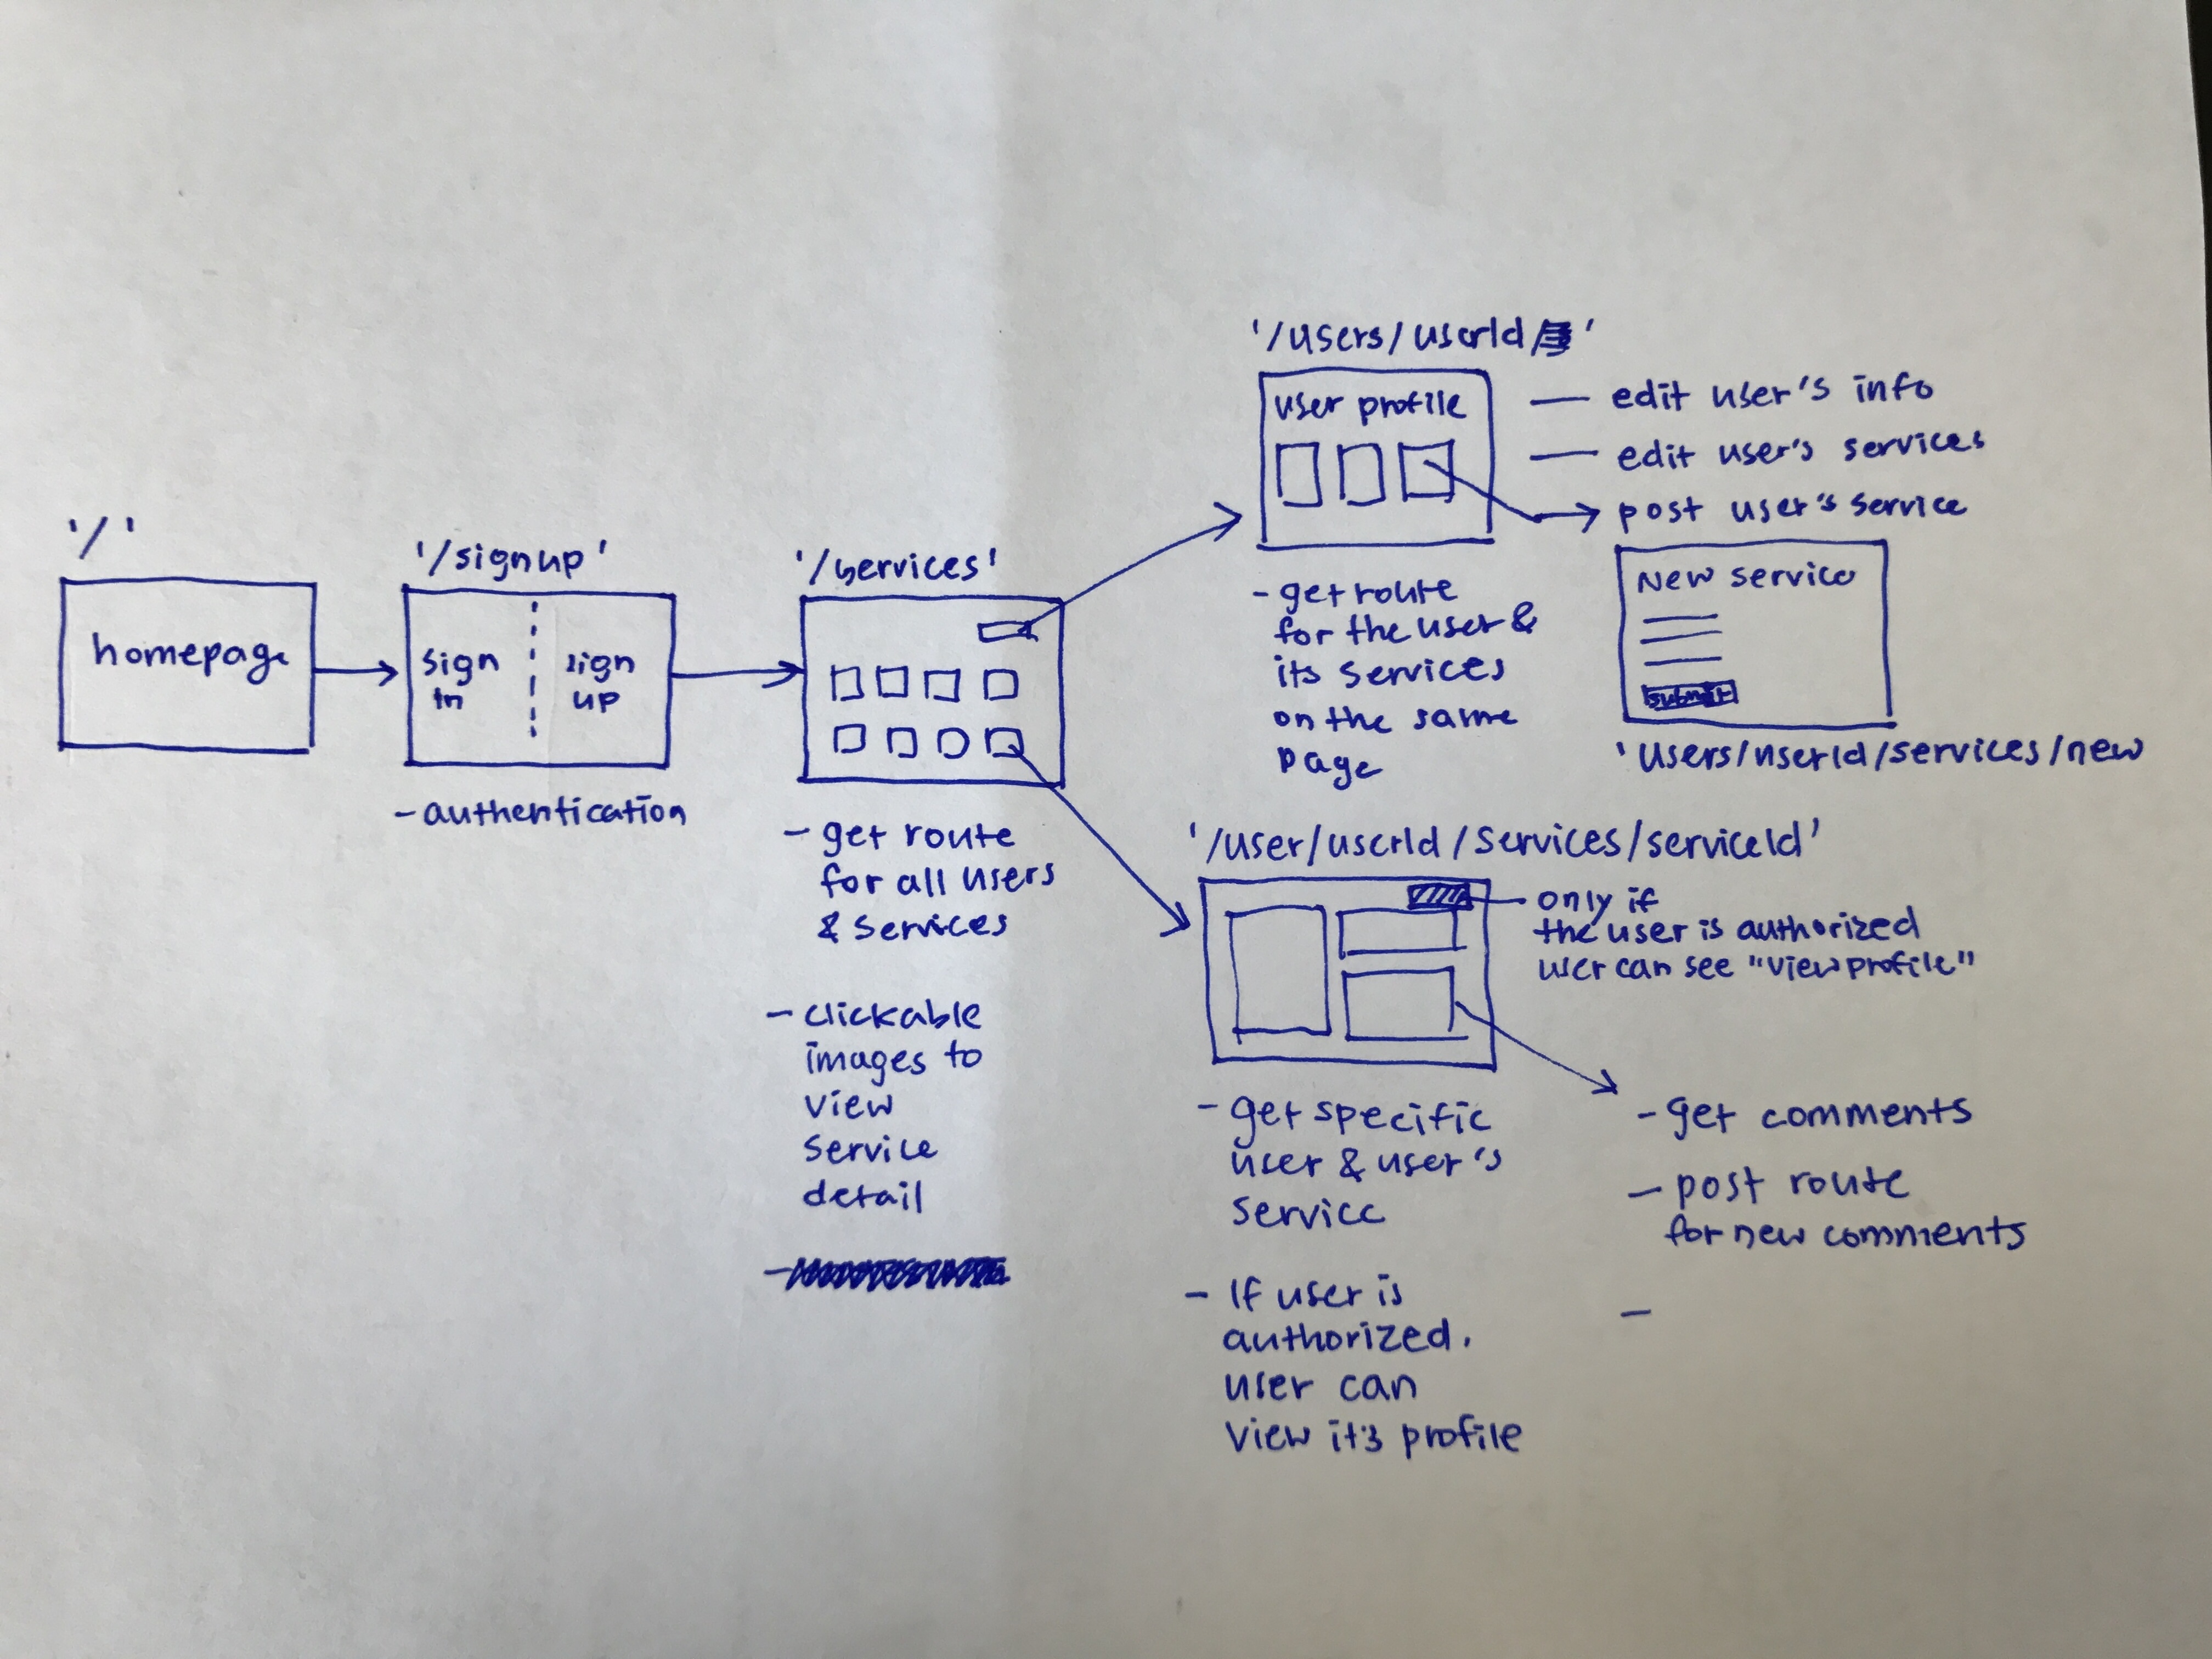 '/'
homepage
'/signup'
sign
in
sign
up
- authentication
'/services'
- get route
for all users
& services
- clickable
images to
view
service
detail
'/users/userId/ '
user profile
— edit user's info
— edit user's services
post user's service
- get route
for the user &
its services
on the same
page
New service
submit
'users/userId/services/new
'/user/userId/services/serviceId'
- only if
the user is authorized
user can see "view profile"
- get specific
user & user's
service
- If user is
authorized.
user can
view it's profile
- get comments
- post route
for new comments
-